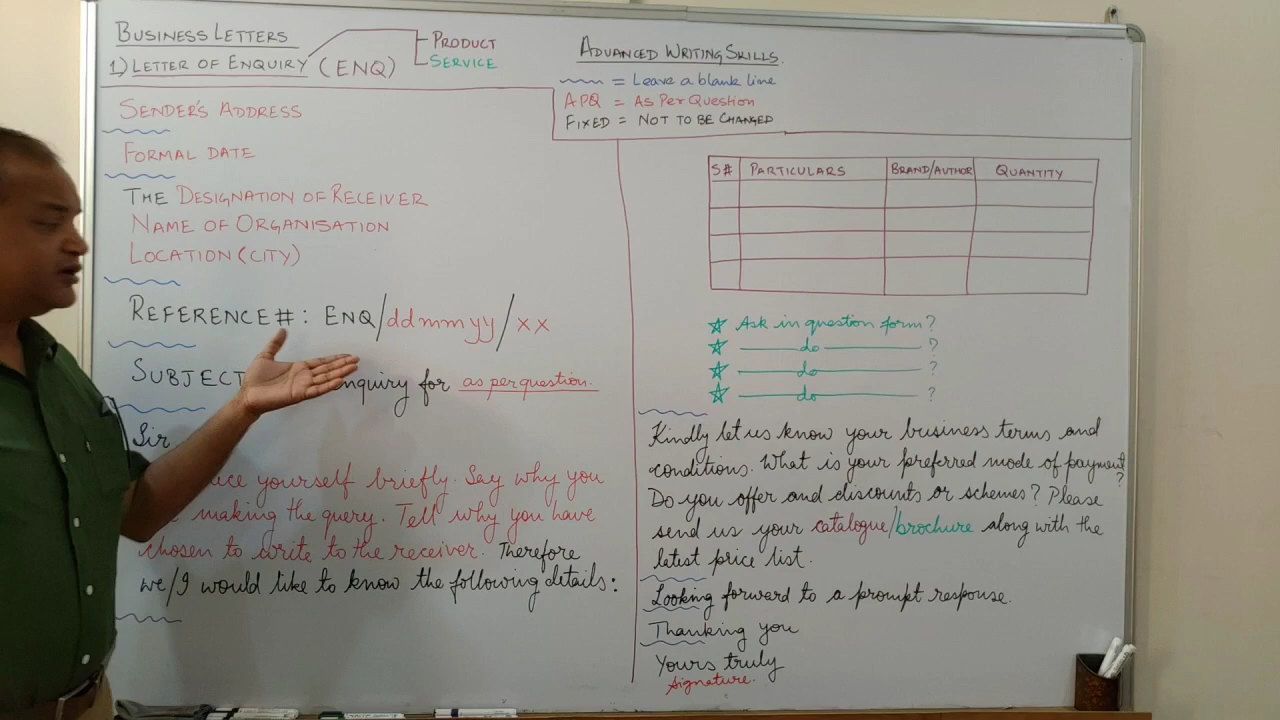 BUSINESS LETTERS
1) LETTER OF ENQUIRY (ENQ)
PRODUCT
SERVICE
ADVANCED WRITING SKILLS.
= Leave a blank line
APQ = AS PER QUESTION
FIXED = NOT TO BE CHANGED
SENDER'S ADDRESS
FORMAL DATE
THE DESIGNATION OF RECEIVER
NAME OF ORGANISATION
LOCATION (CITY)
REFERENCE#: ENQ/ddmmyy/xx
SUBJECT enquiry for as per question.
Sir
yourself briefly. Say why you
making the query. Tell why you have
chosen to write to the receiver. Therefore
we/I would like to know the following details:
S# PARTICULARS BRAND/AUTHOR QUANTITY
☆ Ask in question form?
☆ ——do——?
☆ ——do——?
☆ ——do——?
Kindly let us know your business terms and
conditions. What is your preferred mode of payment?
Do you offer and discounts or schemes? Please
send us your catalogue/brochure along with the
latest price list.
Looking forward to a prompt response.
Thanking you
Yours truly
Signature.